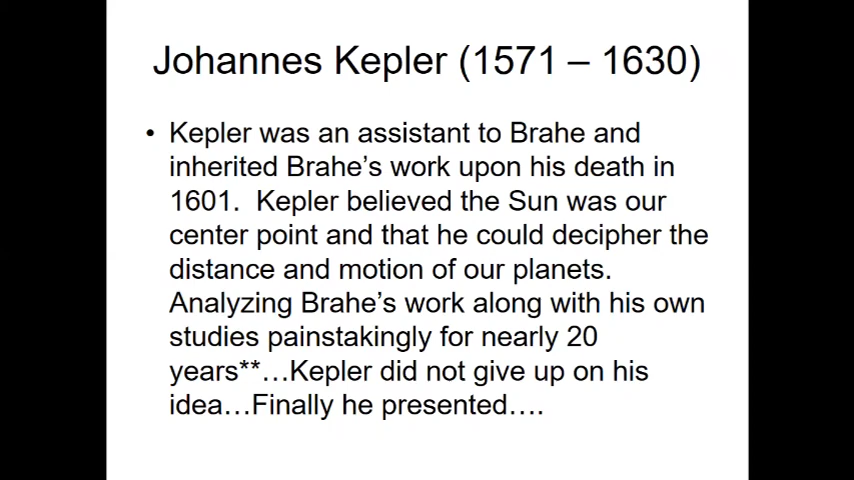 Johannes Kepler (1571 – 1630)
• Kepler was an assistant to Brahe and
inherited Brahe's work upon his death in
1601.  Kepler believed the Sun was our
center point and that he could decipher the
distance and motion of our planets.
Analyzing Brahe's work along with his own
studies painstakingly for nearly 20
years**…Kepler did not give up on his
idea…Finally he presented….